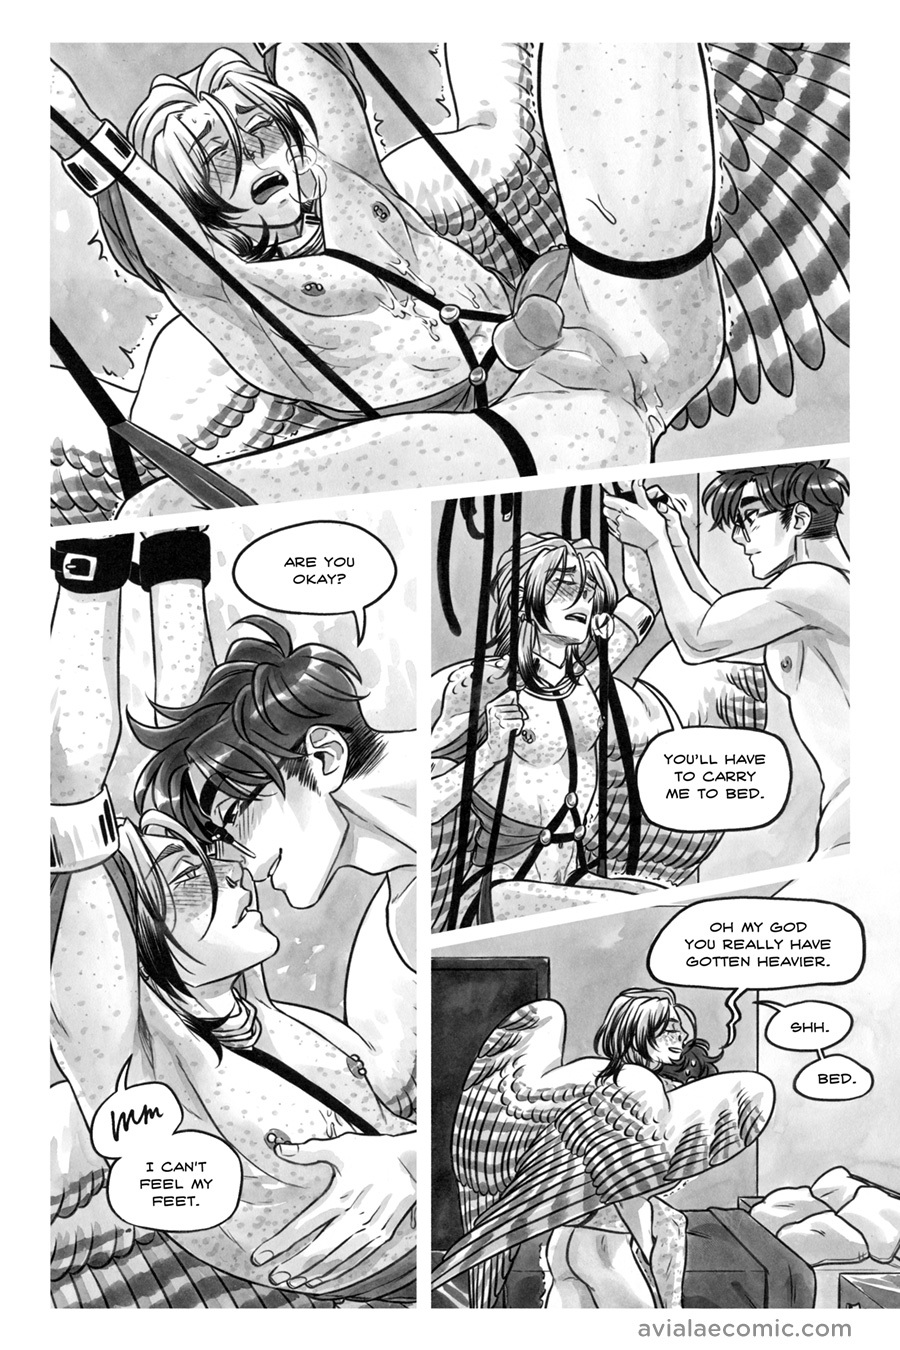 ARE YOU
OKAY?
YOU'LL HAVE
TO CARRY
ME TO BED.
mm
I CAN'T
FEEL MY
FEET.
OH MY GOD
YOU REALLY HAVE
GOTTEN HEAVIER.
SHH.
BED.
avialaecomic.com